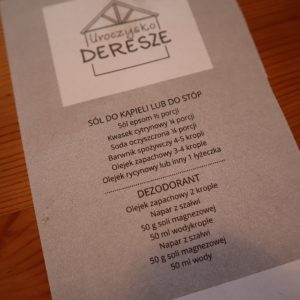 Uroczysko
DERESZE
SÓL DO KĄPIELI LUB DO STÓP
Sól epsom ½ porcji
Kwasek cytrynowy ¼ porcji
Soda oczyszczona ¼ porcji
Barwnik spożywczy 4-5 kropli
Olejek zapachowy 3-4 krople
Olejek rycynowy lub inny 1 łyżeczka
DEZODORANT
Olejek zapachowy 2 krople
Napar z szałwi
50 g soli magnezowej
50 ml wodykrople
Napar z szałwi
50 g soli magnezowej
50 ml wody